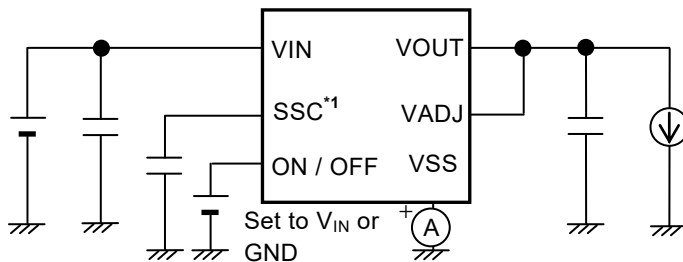 VIN
VOUT
SSC*1
VADJ
ON / OFF
VSS
Set to VIN or
GND
+
A